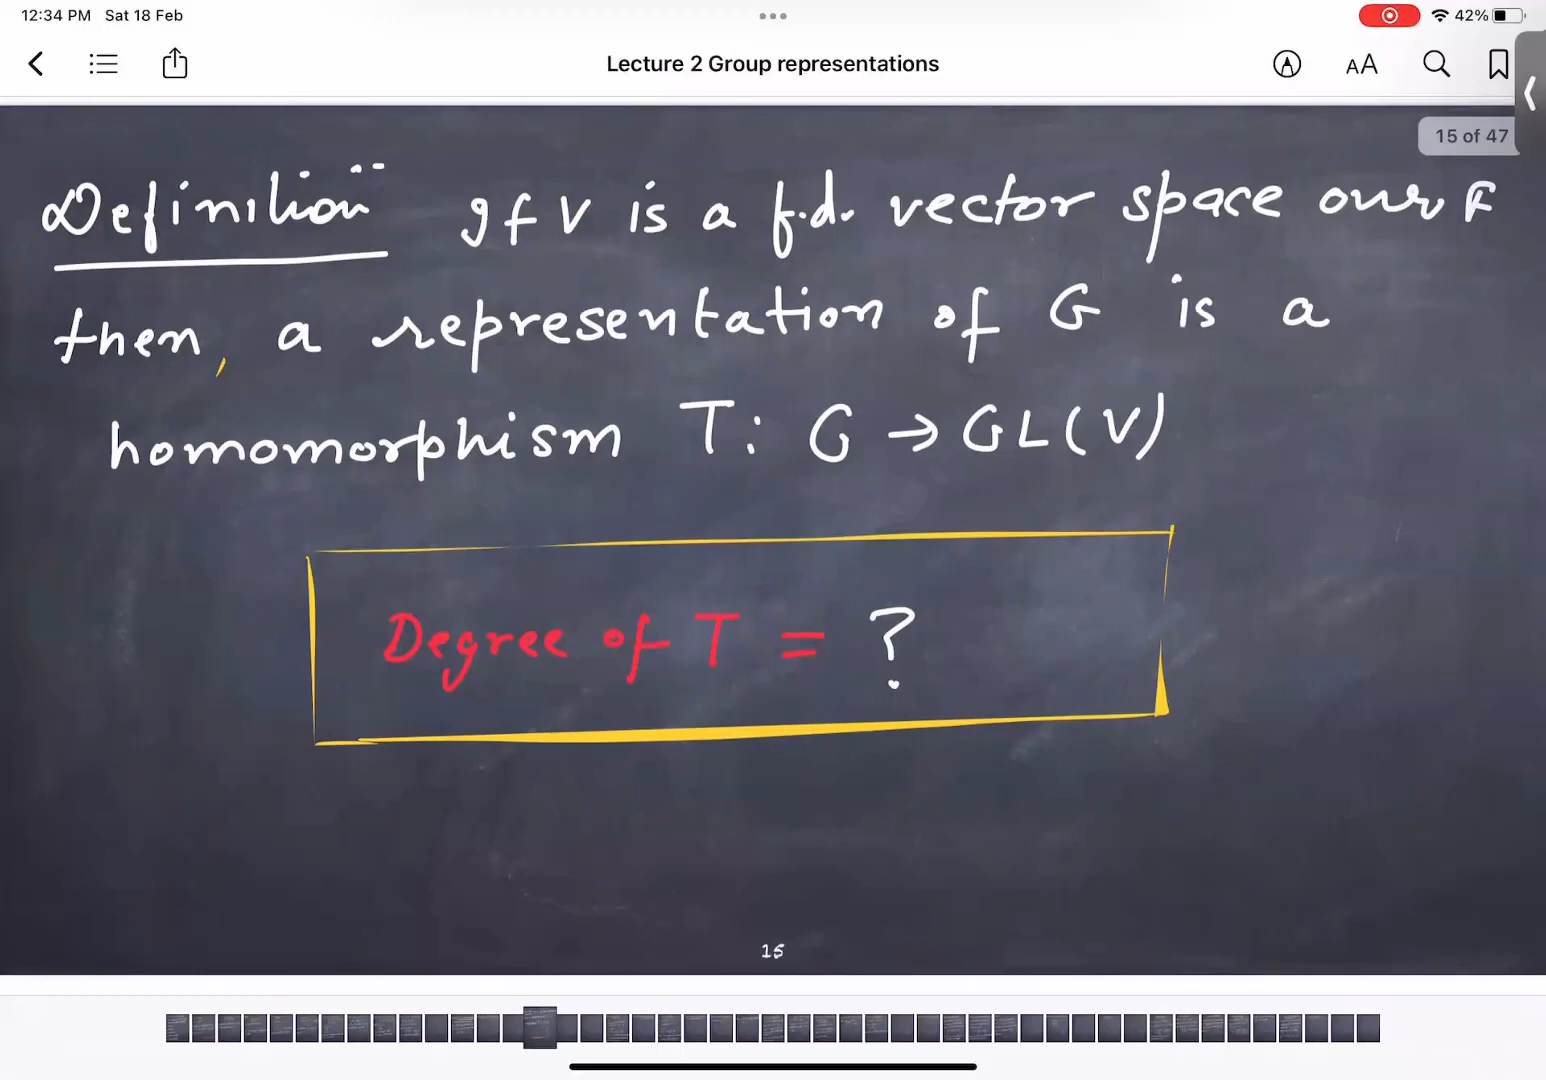 12:34 PM Sat 18 Feb
42%
Lecture 2 Group representations
AA
15 of 47
Definition: If V is a f.d. vector space over F
then, a representation of G is a
homomorphism T: G → GL(V)
Degree of T = ?
15